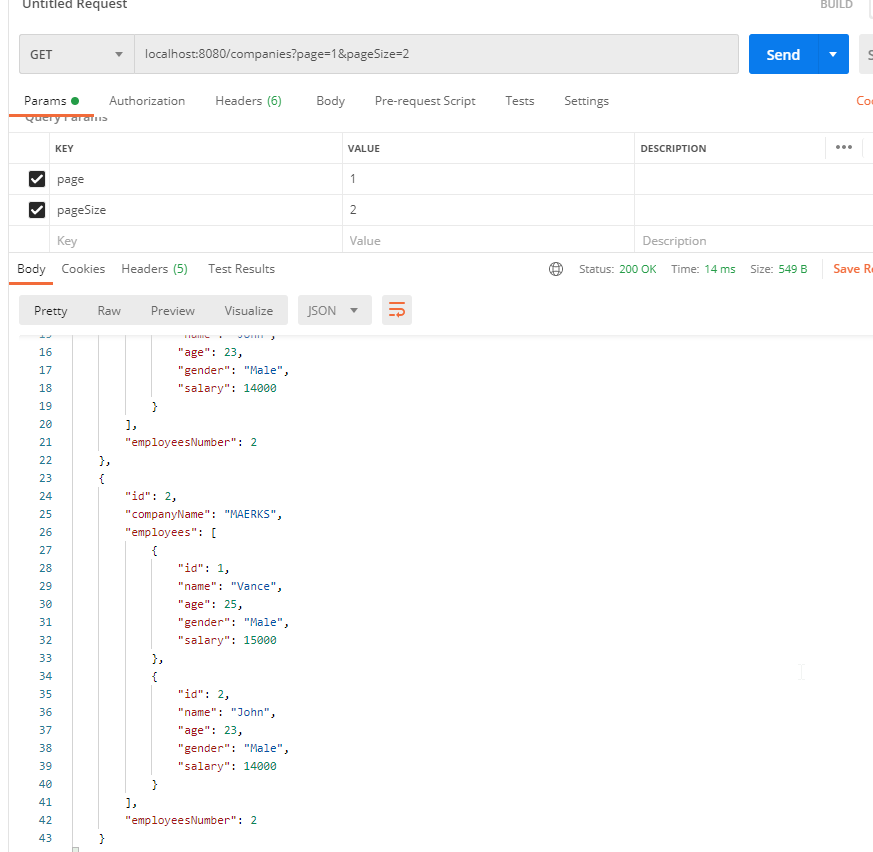 Untitled Request
BUILD
GET
localhost:8080/companies?page=1&pageSize=2
Send
Params
Authorization
Headers (6)
Body
Pre-request Script
Tests
Settings
Query Params
KEY
VALUE
DESCRIPTION
•••
page
1
pageSize
2
Key
Value
Description
Body
Cookies
Headers (5)
Test Results
Status: 200 OK
Time: 14 ms
Size: 549 B
Pretty
Raw
Preview
Visualize
JSON
15 "name": "John",
16 "age": 23,
17 "gender": "Male",
18 "salary": 14000
19 }
20 ],
21 "employeesNumber": 2
22 },
23 {
24 "id": 2,
25 "companyName": "MAERKS",
26 "employees": [
27 {
28 "id": 1,
29 "name": "Vance",
30 "age": 25,
31 "gender": "Male",
32 "salary": 15000
33 },
34 {
35 "id": 2,
36 "name": "John",
37 "age": 23,
38 "gender": "Male",
39 "salary": 14000
40 }
41 ],
42 "employeesNumber": 2
43 }